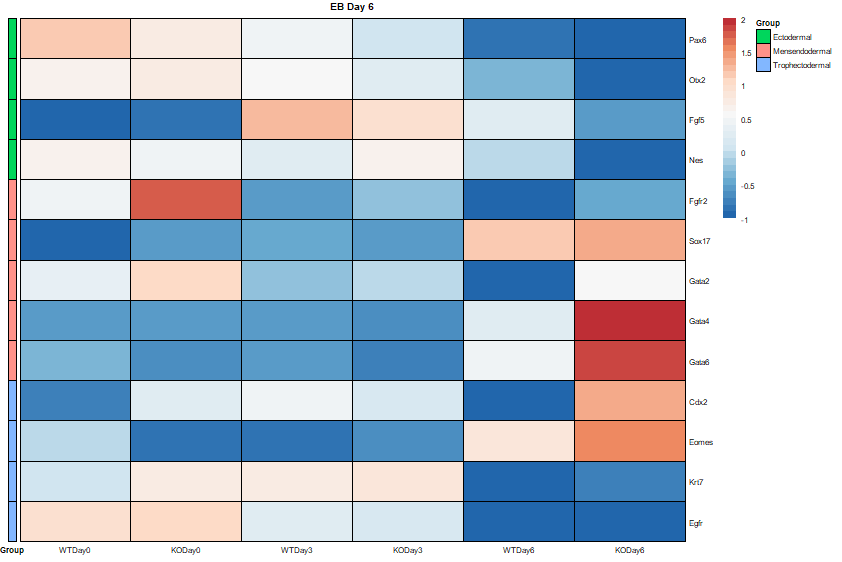 EB Day 6
Pax6
Otx2
Fgf5
Nes
Fgfr2
Sox17
Gata2
Gata4
Gata6
Cdx2
Eomes
Krt7
Egfr
Group
WTDay0
KODay0
WTDay3
KODay3
WTDay6
KODay6
2
1.5
1
0.5
0
-0.5
-1
Group
Ectodermal
Mensendodermal
Trophectodermal